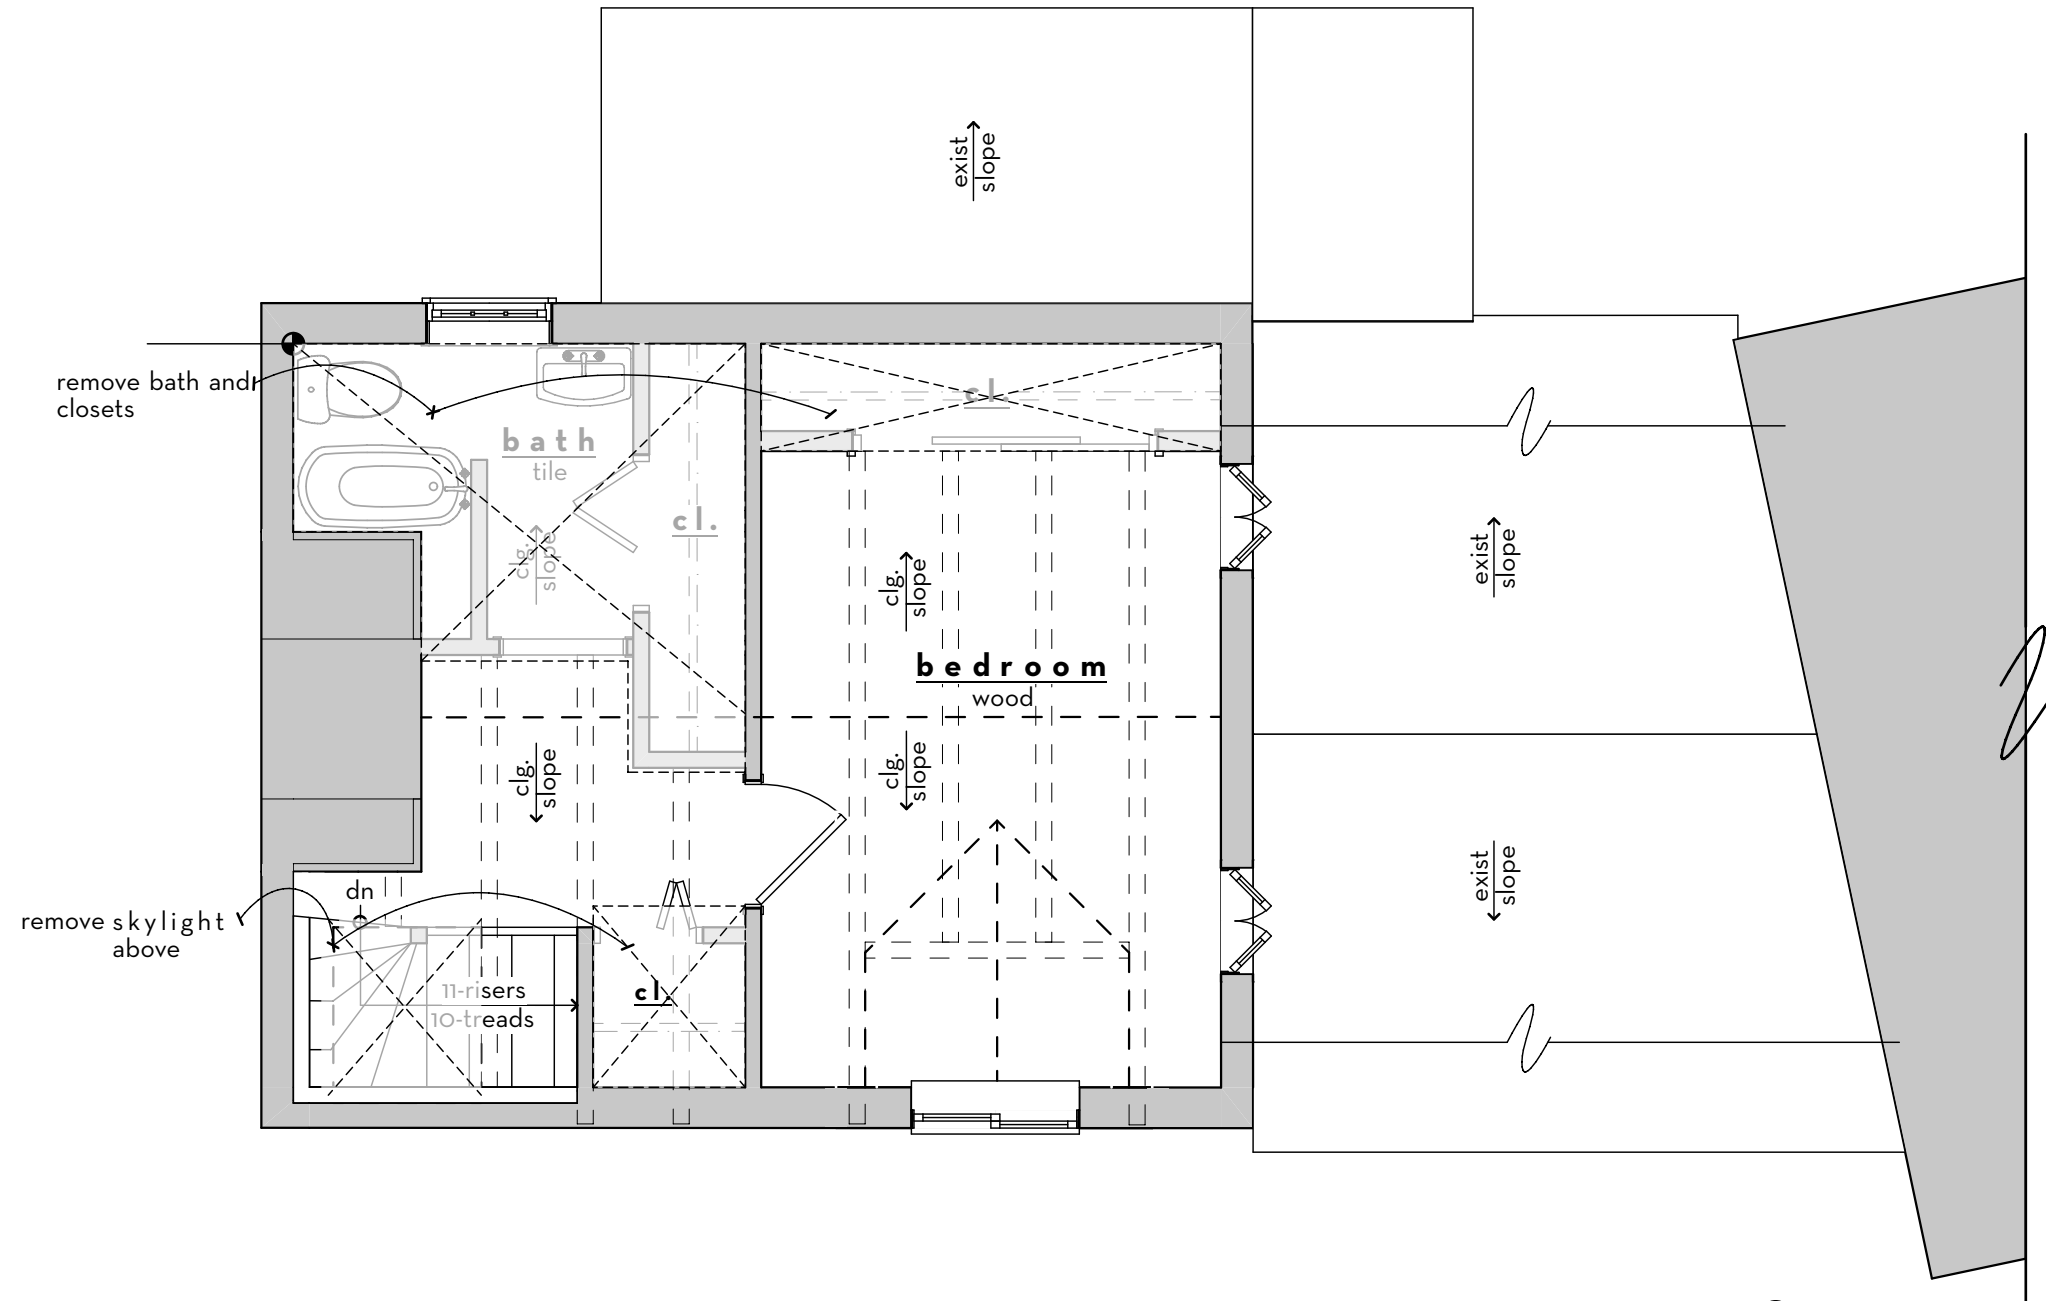 exist
slope
remove bath and
closets
cl.
bath
tile
cl.
clg.
slope
clg.
slope
exist
slope
bedroom
wood
clg.
slope
clg.
slope
exist
slope
dn
remove skylight
above
11-risers
10-treads
cl.